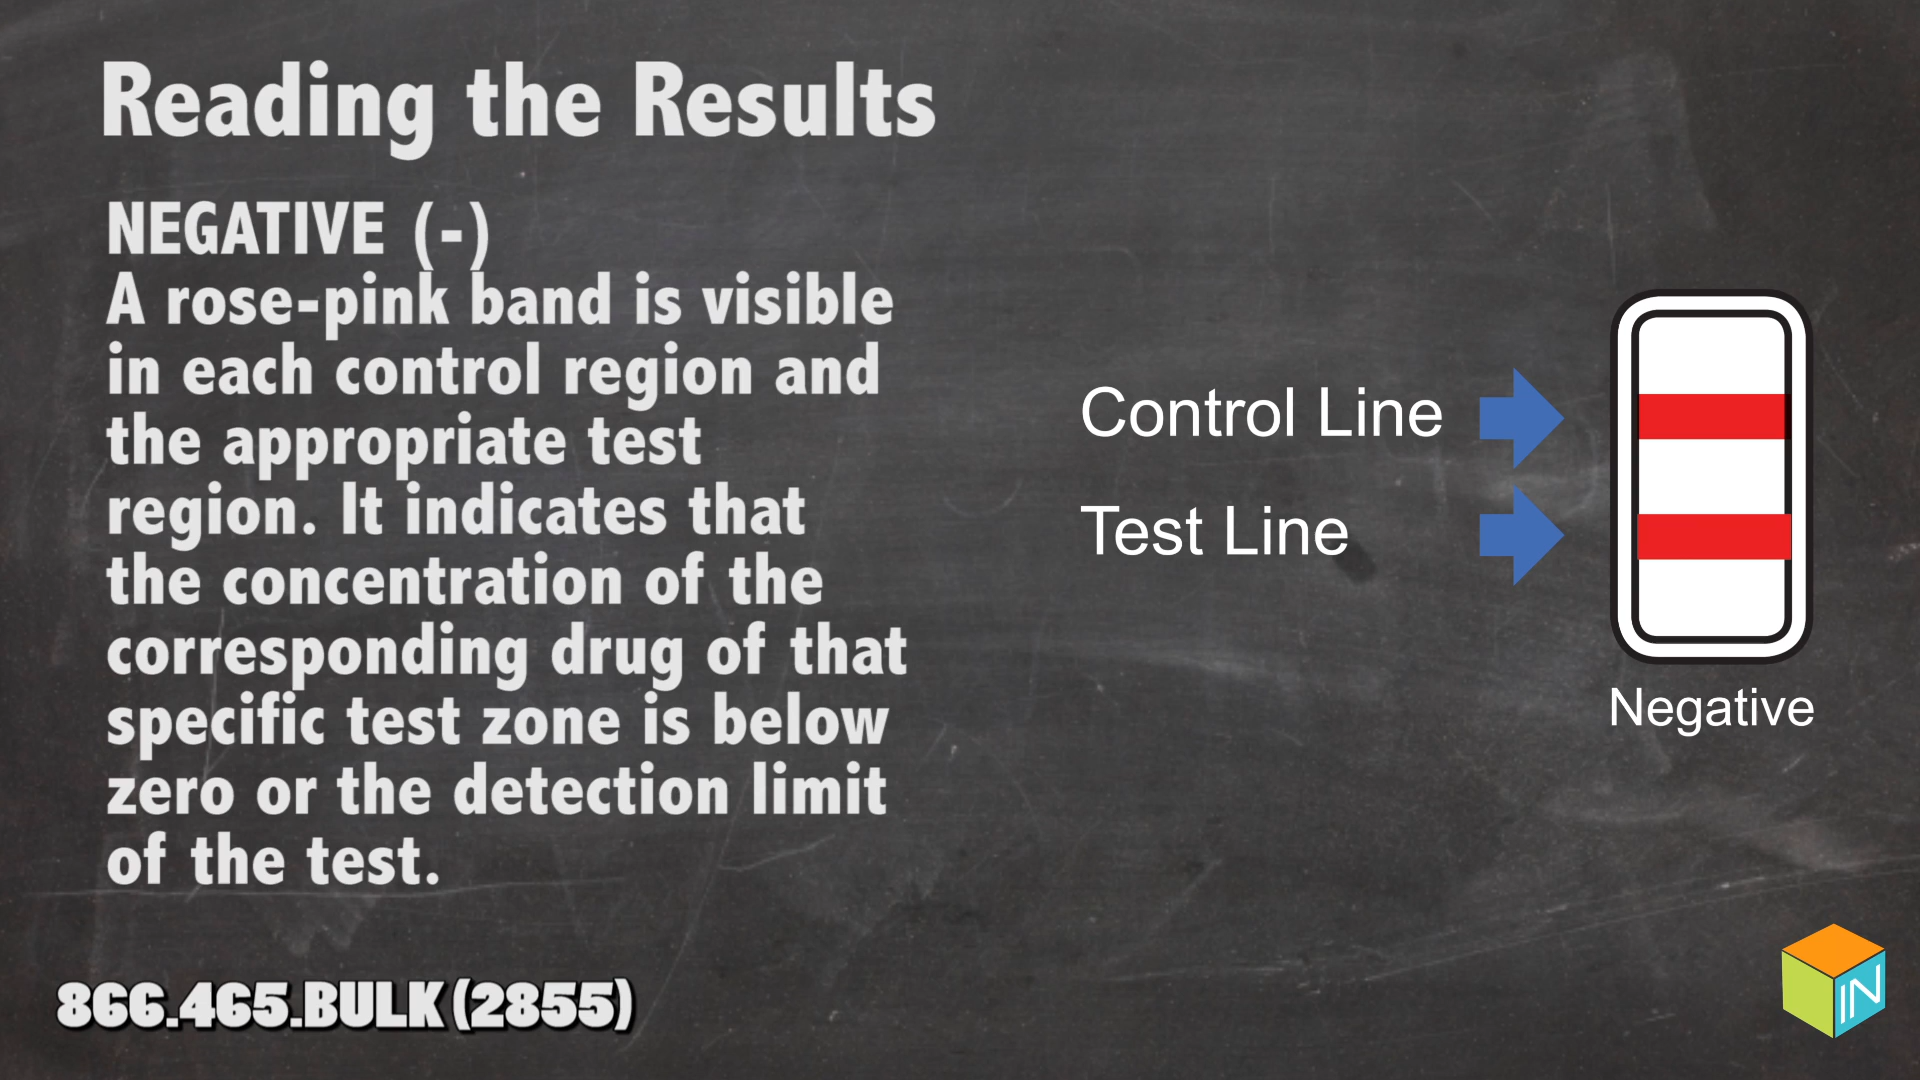 Reading the Results
NEGATIVE (-)
A rose-pink band is visible
in each control region and
the appropriate test
region. It indicates that
the concentration of the
corresponding drug of that
specific test zone is below
zero or the detection limit
of the test.
Control Line
Test Line
Negative
866.465.BULK (2855)
IN